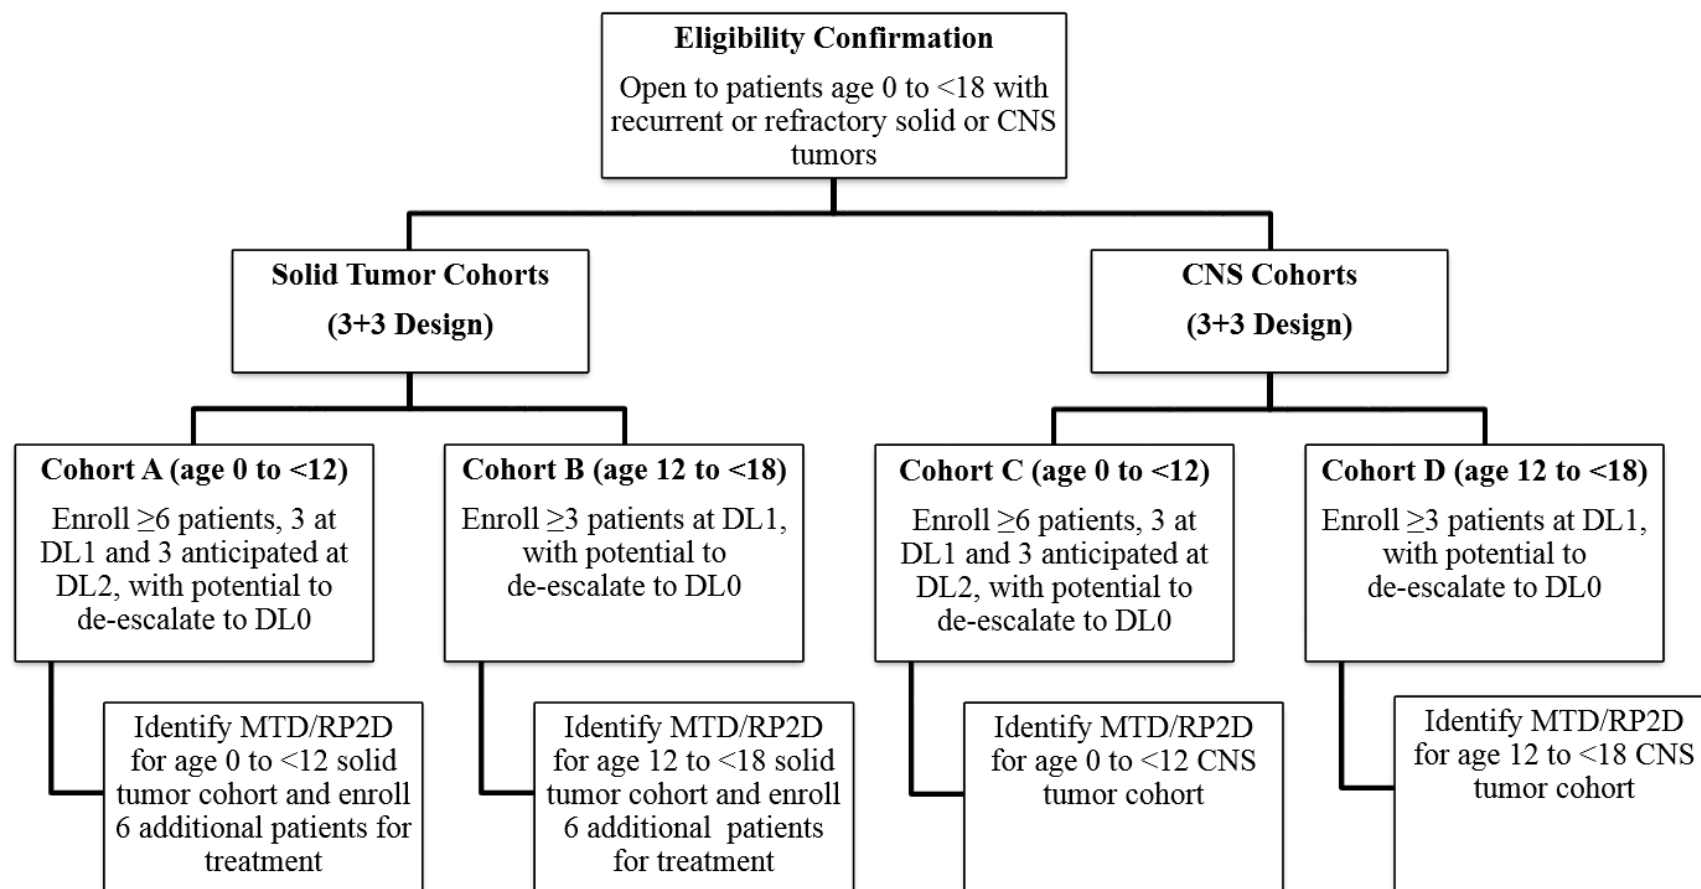 Eligibility Confirmation
Open to patients age 0 to <18 with
recurrent or refractory solid or CNS
tumors
Solid Tumor Cohorts
(3+3 Design)
CNS Cohorts
(3+3 Design)
Cohort A (age 0 to <12)
Enroll ≥6 patients, 3 at
DL1 and 3 anticipated at
DL2, with potential to
de-escalate to DL0
Cohort B (age 12 to <18)
Enroll ≥3 patients at DL1,
with potential to
de-escalate to DL0
Cohort C (age 0 to <12)
Enroll ≥6 patients, 3 at
DL1 and 3 anticipated at
DL2, with potential to
de-escalate to DL0
Cohort D (age 12 to <18)
Enroll ≥3 patients at DL1,
with potential to
de-escalate to DL0
Identify MTD/RP2D
for age 0 to <12 solid
tumor cohort and enroll
6 additional patients for
treatment
Identify MTD/RP2D
for age 12 to <18 solid
tumor cohort and enroll
6 additional patients
for treatment
Identify MTD/RP2D
for age 0 to <12 CNS
tumor cohort
Identify MTD/RP2D
for age 12 to <18 CNS
tumor cohort